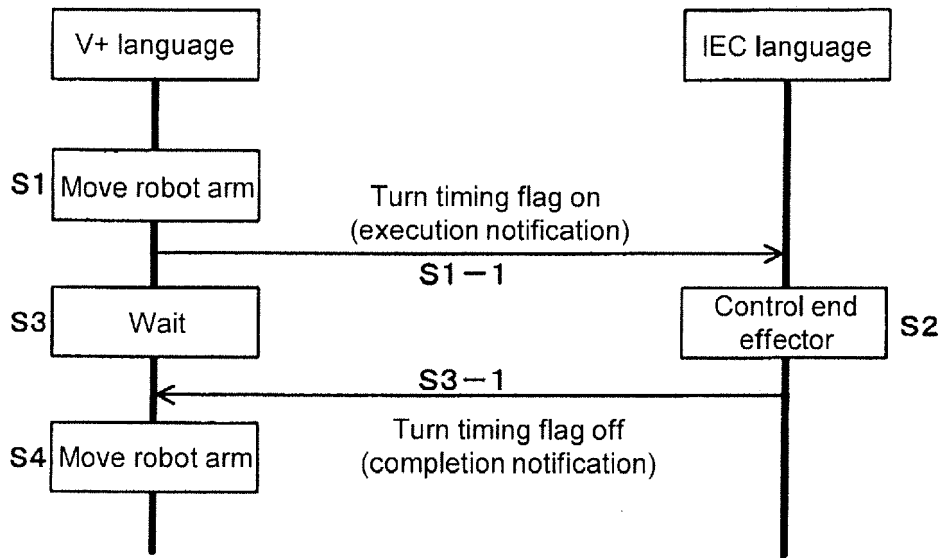 V+ language
IEC language
S1
Move robot arm
Turn timing flag on
(execution notification)
S1－1
S3
Wait
Control end
effector
S2
S3－1
Turn timing flag off
(completion notification)
S4
Move robot arm